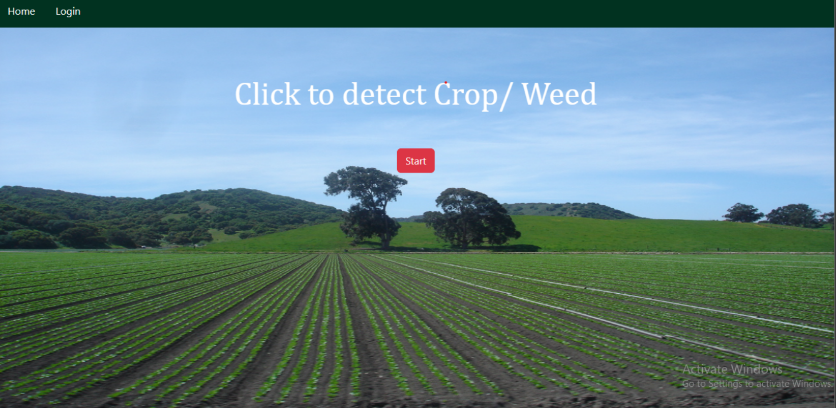 Home Login
Click to detect Crop/ Weed
Start
Activate Windows
Go to Settings to activate Windows.